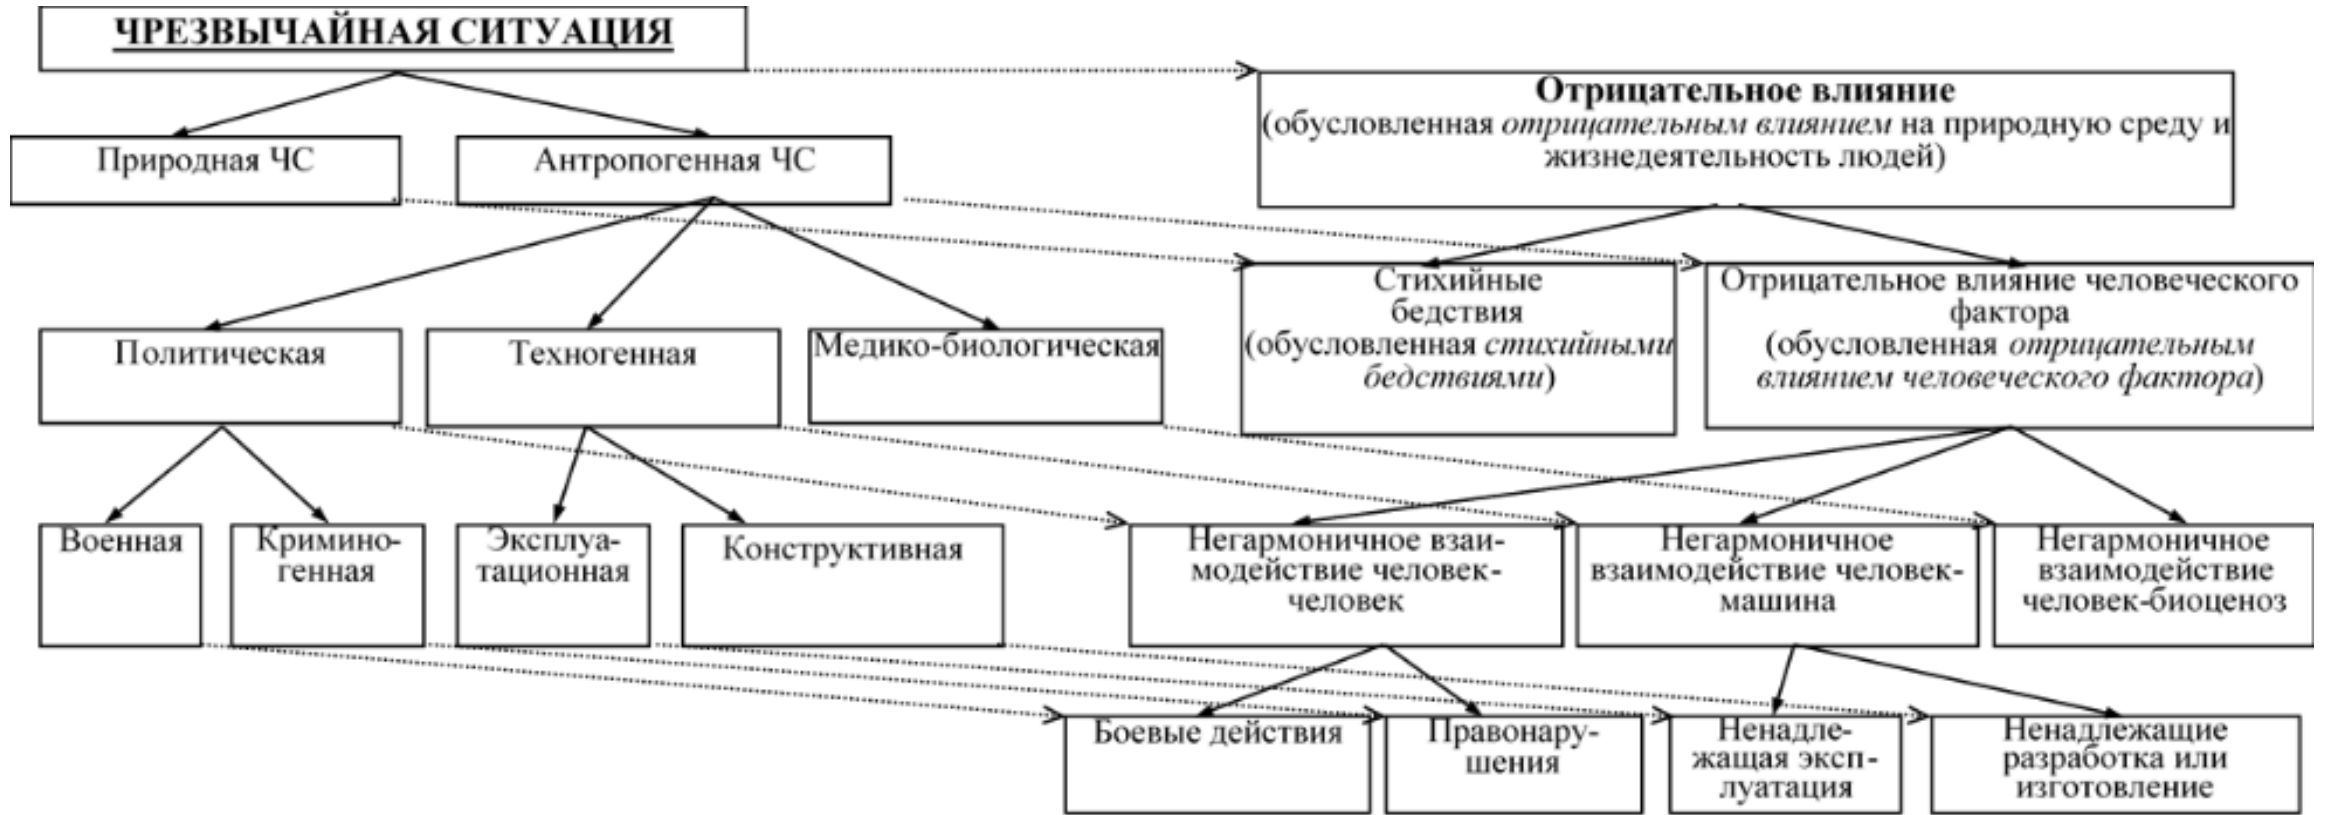 ЧРЕЗВЫЧАЙНАЯ СИТУАЦИЯ
Отрицательное влияние
(обусловленная отрицательным влиянием на природную среду и
жизнедеятельность людей)
Природная ЧС
Антропогенная ЧС
Стихийные
бедствия
(обусловленная стихийными
бедствиями)
Отрицательное влияние человеческого
фактора
(обусловленная отрицательным
влиянием человеческого фактора)
Политическая
Техногенная
Медико-биологическая
Военная
Кримино-
генная
Эксплуа-
тационная
Конструктивная
Негармоничное взаи-
модействие человек-
человек
Негармоничное
взаимодействие человек-
машина
Негармоничное
взаимодействие
человек-биоценоз
Боевые действия
Правонару-
шения
Ненадле-
жащая эксп-
луатация
Ненадлежащие
разработка или
изготовление